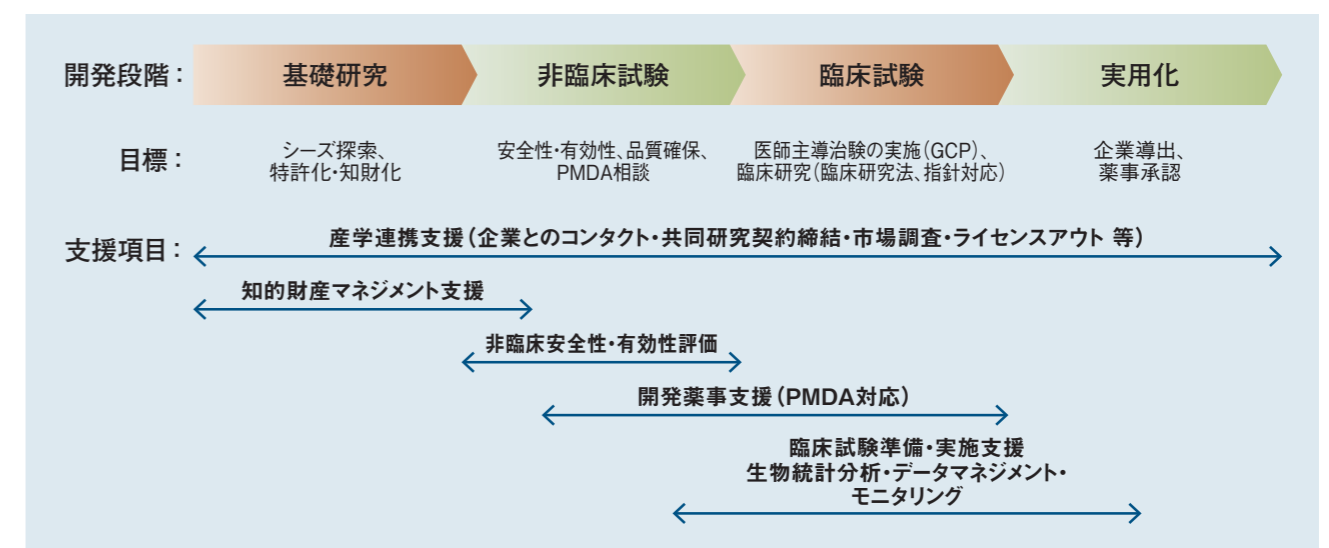 開発段階： 基礎研究 非臨床試験 臨床試験 実用化
目標： シーズ探索、 安全性・有効性、品質確保、 医師主導治験の実施（GCP）、 企業導出、
特許化・知財化 PMDA相談 臨床研究（臨床研究法、指針対応） 薬事承認
支援項目： 産学連携支援（企業とのコンタクト・共同研究契約締結・市場調査・ライセンスアウト 等）
知的財産マネジメント支援
非臨床安全性・有効性評価
開発薬事支援（PMDA対応）
臨床試験準備・実施支援
生物統計分析・データマネジメント・
モニタリング